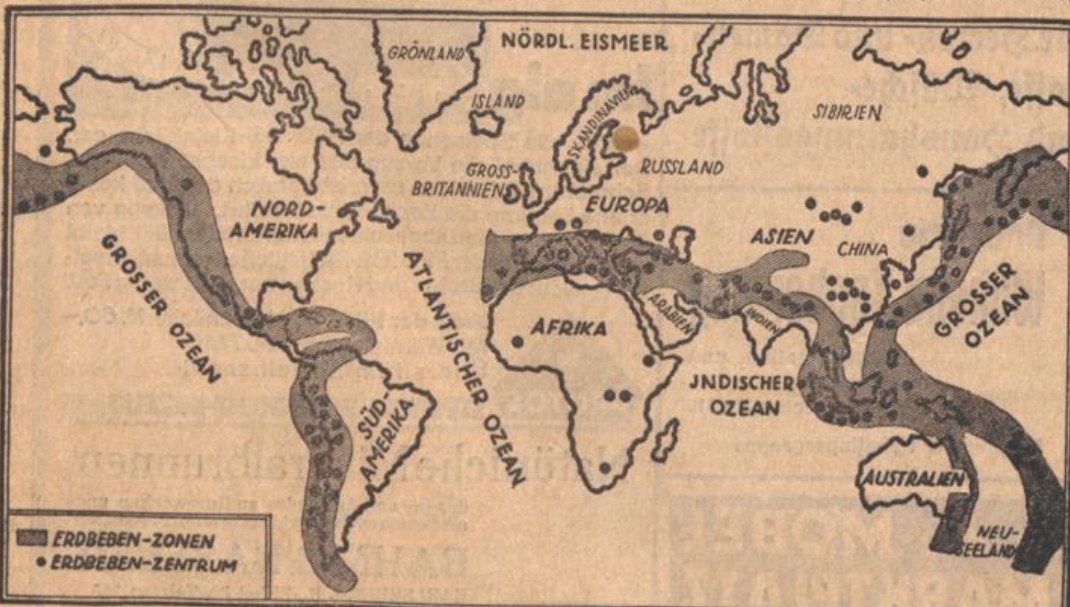 NÖRDL. EISMEER
GRÖNLAND
ISLAND
SKANDINAVIEN
SIBIRIEN
GROSS-
BRITANNIEN
RUSSLAND
EUROPA
NORD-
AMERIKA
ASIEN
CHINA
GROSSER OZEAN
ATLANTISCHER OZEAN
GROSSER
OZEAN
AFRIKA
ARABIEN
INDIEN
JNDISCHER
OZEAN
SÜD-
AMERIKA
AUSTRALIEN
NEU-
SEELAND
ERDBEBEN-ZONEN
ERDBEBEN-ZENTRUM